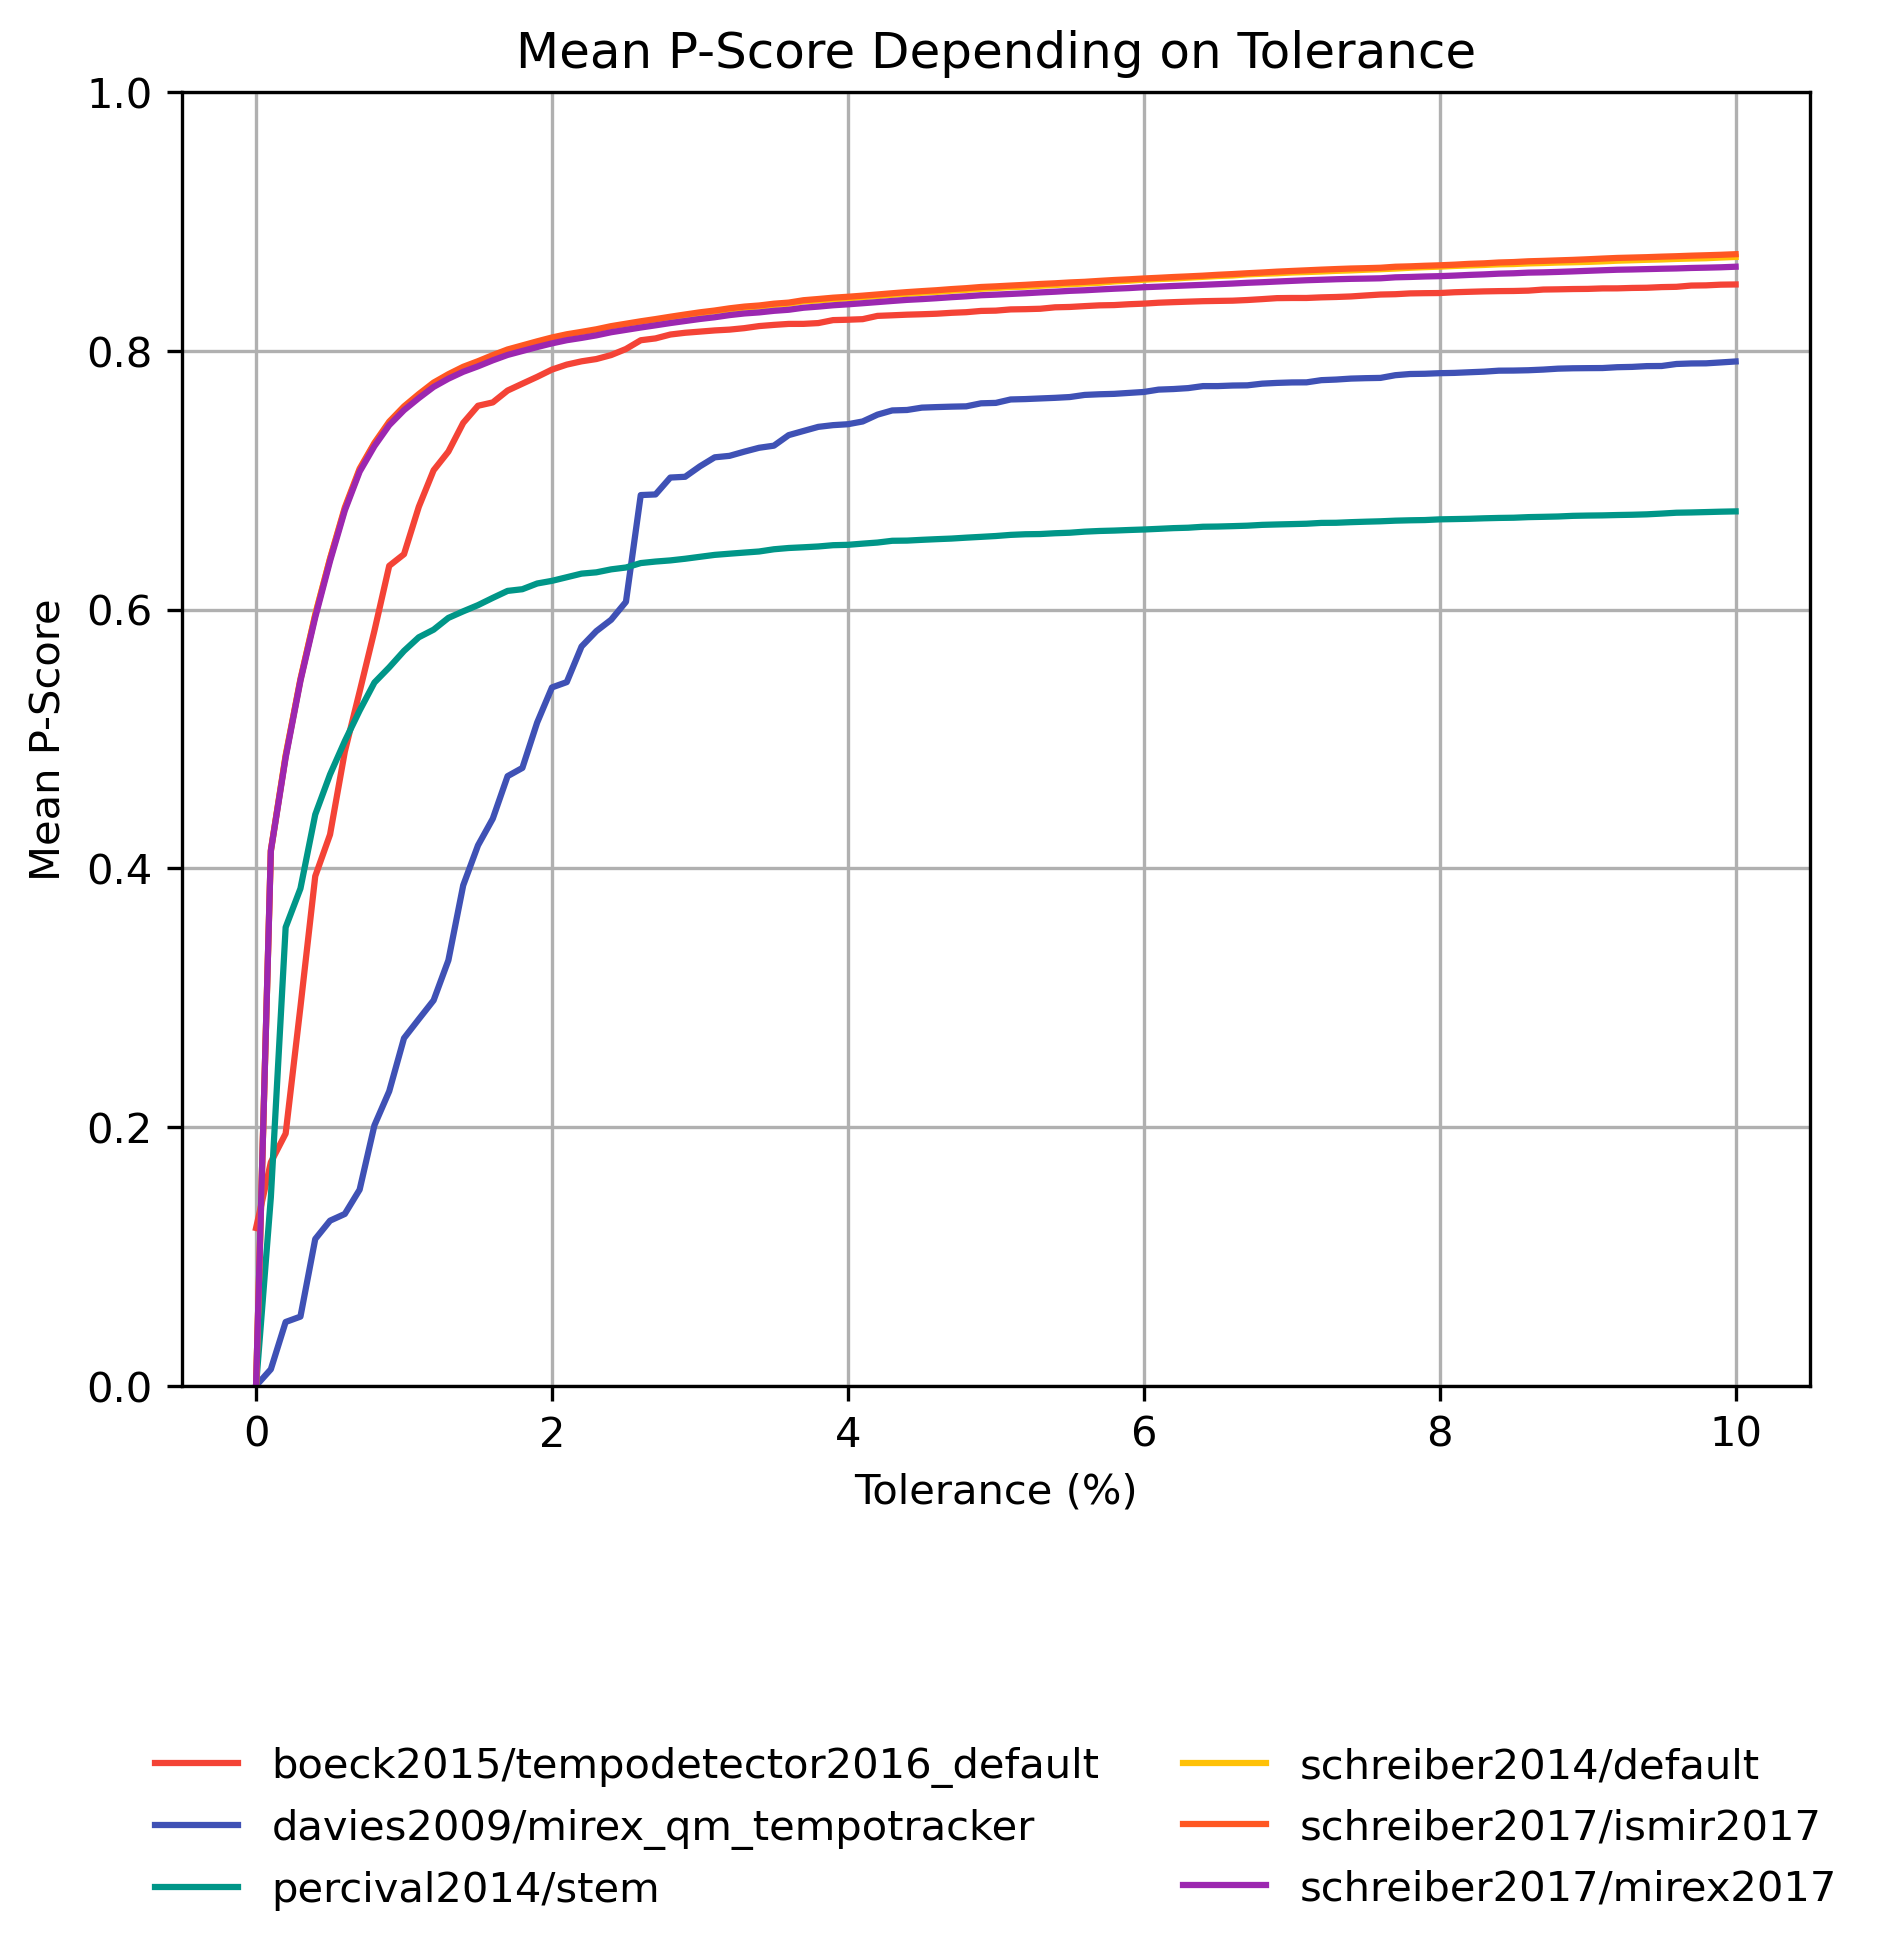 Mean P-Score Depending on Tolerance
1.0
0.8
0.6
0.4
0.2
0.0
Mean P-Score
0 2 4 6 8 10
Tolerance (%)
boeck2015/tempodetector2016_default
davies2009/mirex_qm_tempotracker
percival2014/stem
schreiber2014/default
schreiber2017/ismir2017
schreiber2017/mirex2017